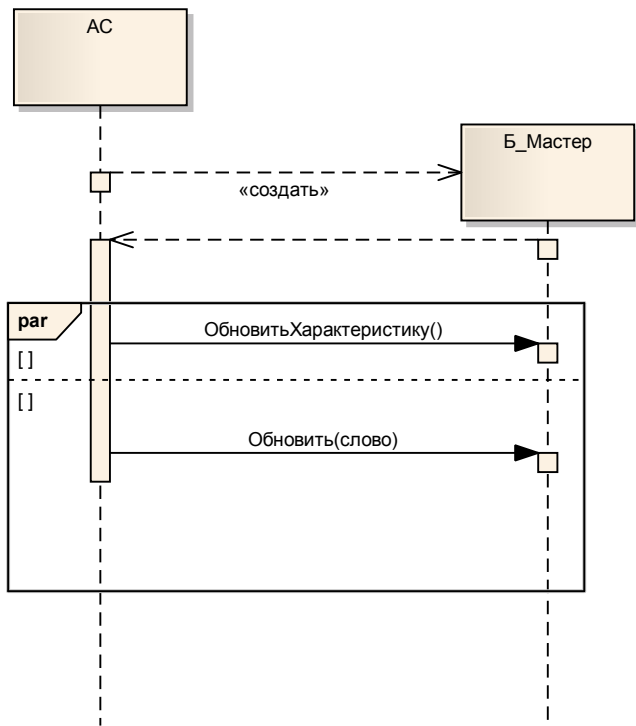 АС
Б_Мастер
«создать»
par
ОбновитьХарактеристику()
[ ]
[ ]
Обновить(слово)